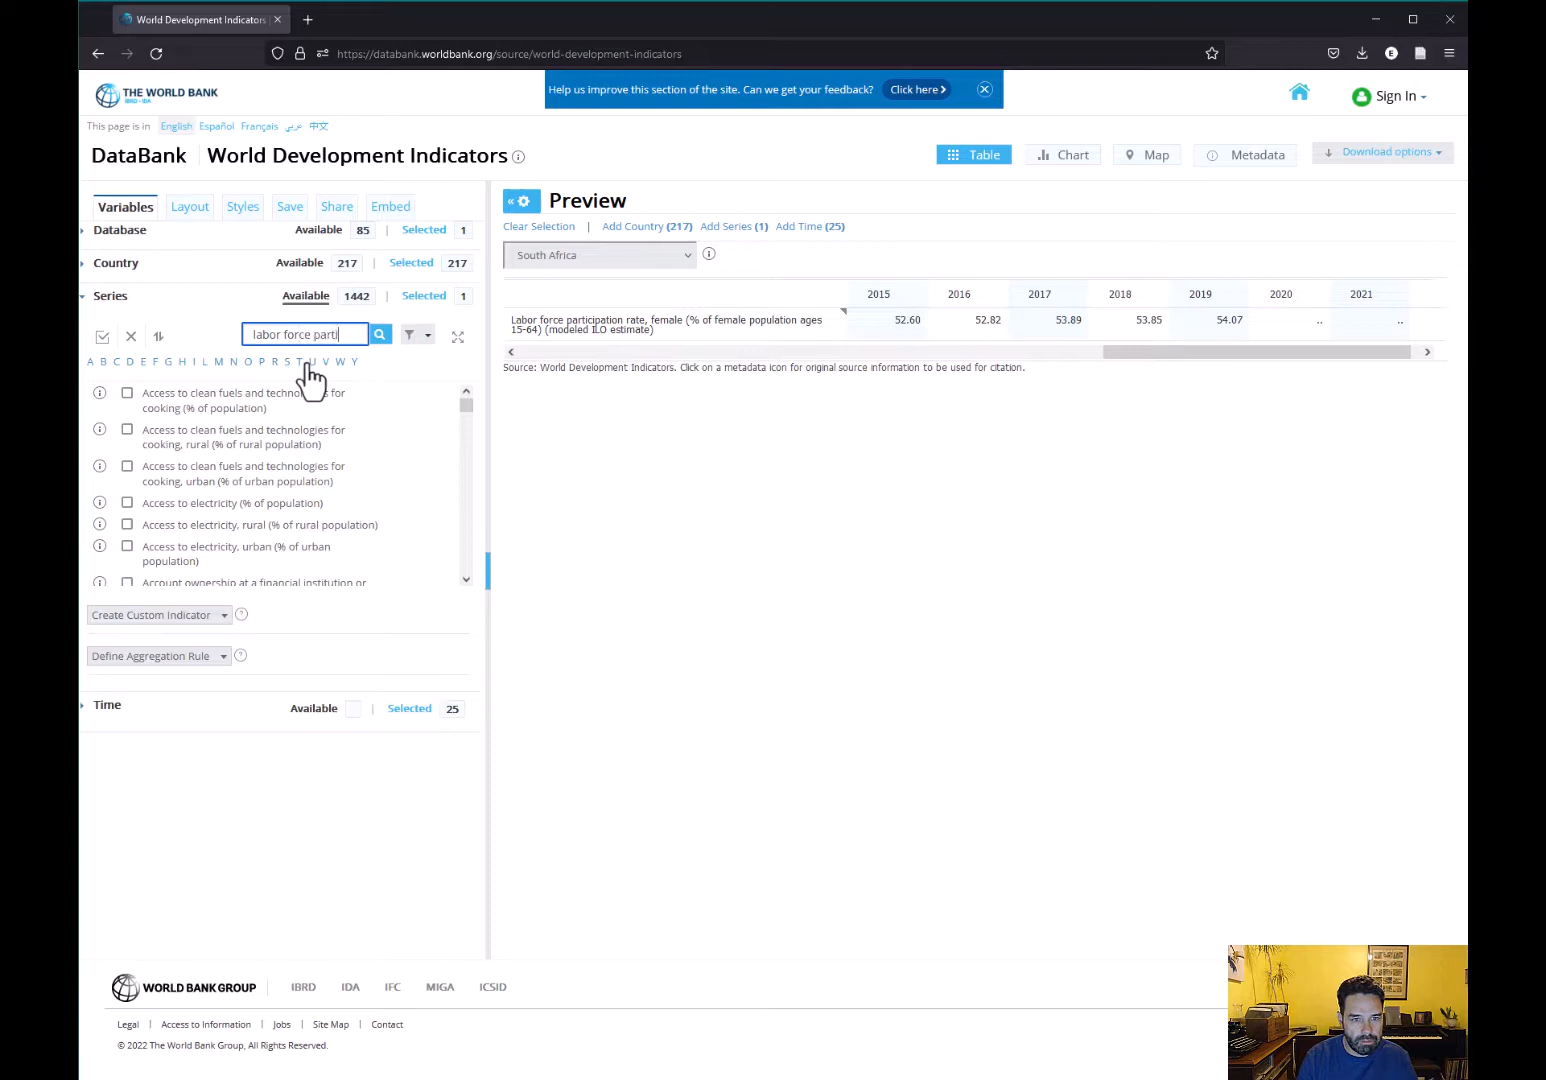 World Development Indicators
https://databank.worldbank.org/source/world-development-indicators
THE WORLD BANK
IBRD • IDA
Help us improve this section of the site. Can we get your feedback? Click here
Sign In
This page is in English Español Français عربي 中文
DataBank World Development Indicators
Table Chart Map Metadata Download options
Variables Layout Styles Save Share Embed
« Preview
Database Available 85 | Selected 1
Clear Selection | Add Country (217) Add Series (1) Add Time (25)
Country Available 217 | Selected 217
South Africa
Series Available 1442 | Selected 1
2015 2016 2017 2018 2019 2020 2021
labor force parti
Labor force participation rate, female (% of female population ages 52.60 52.82 53.89 53.85 54.07 .. ..
15-64) (modeled ILO estimate)
A B C D E F G H I L M N O P R S T U V W Y
Source: World Development Indicators. Click on a metadata icon for original source information to be used for citation.
Access to clean fuels and technologies for
cooking (% of population)
Access to clean fuels and technologies for
cooking, rural (% of rural population)
Access to clean fuels and technologies for
cooking, urban (% of urban population)
Access to electricity (% of population)
Access to electricity, rural (% of rural population)
Access to electricity, urban (% of urban
population)
Account ownership at a financial institution or
Create Custom Indicator ?
Define Aggregation Rule ?
Time Available | Selected 25
WORLD BANK GROUP IBRD IDA IFC MIGA ICSID
Legal | Access to Information | Jobs | Site Map | Contact
© 2022 The World Bank Group, All Rights Reserved.